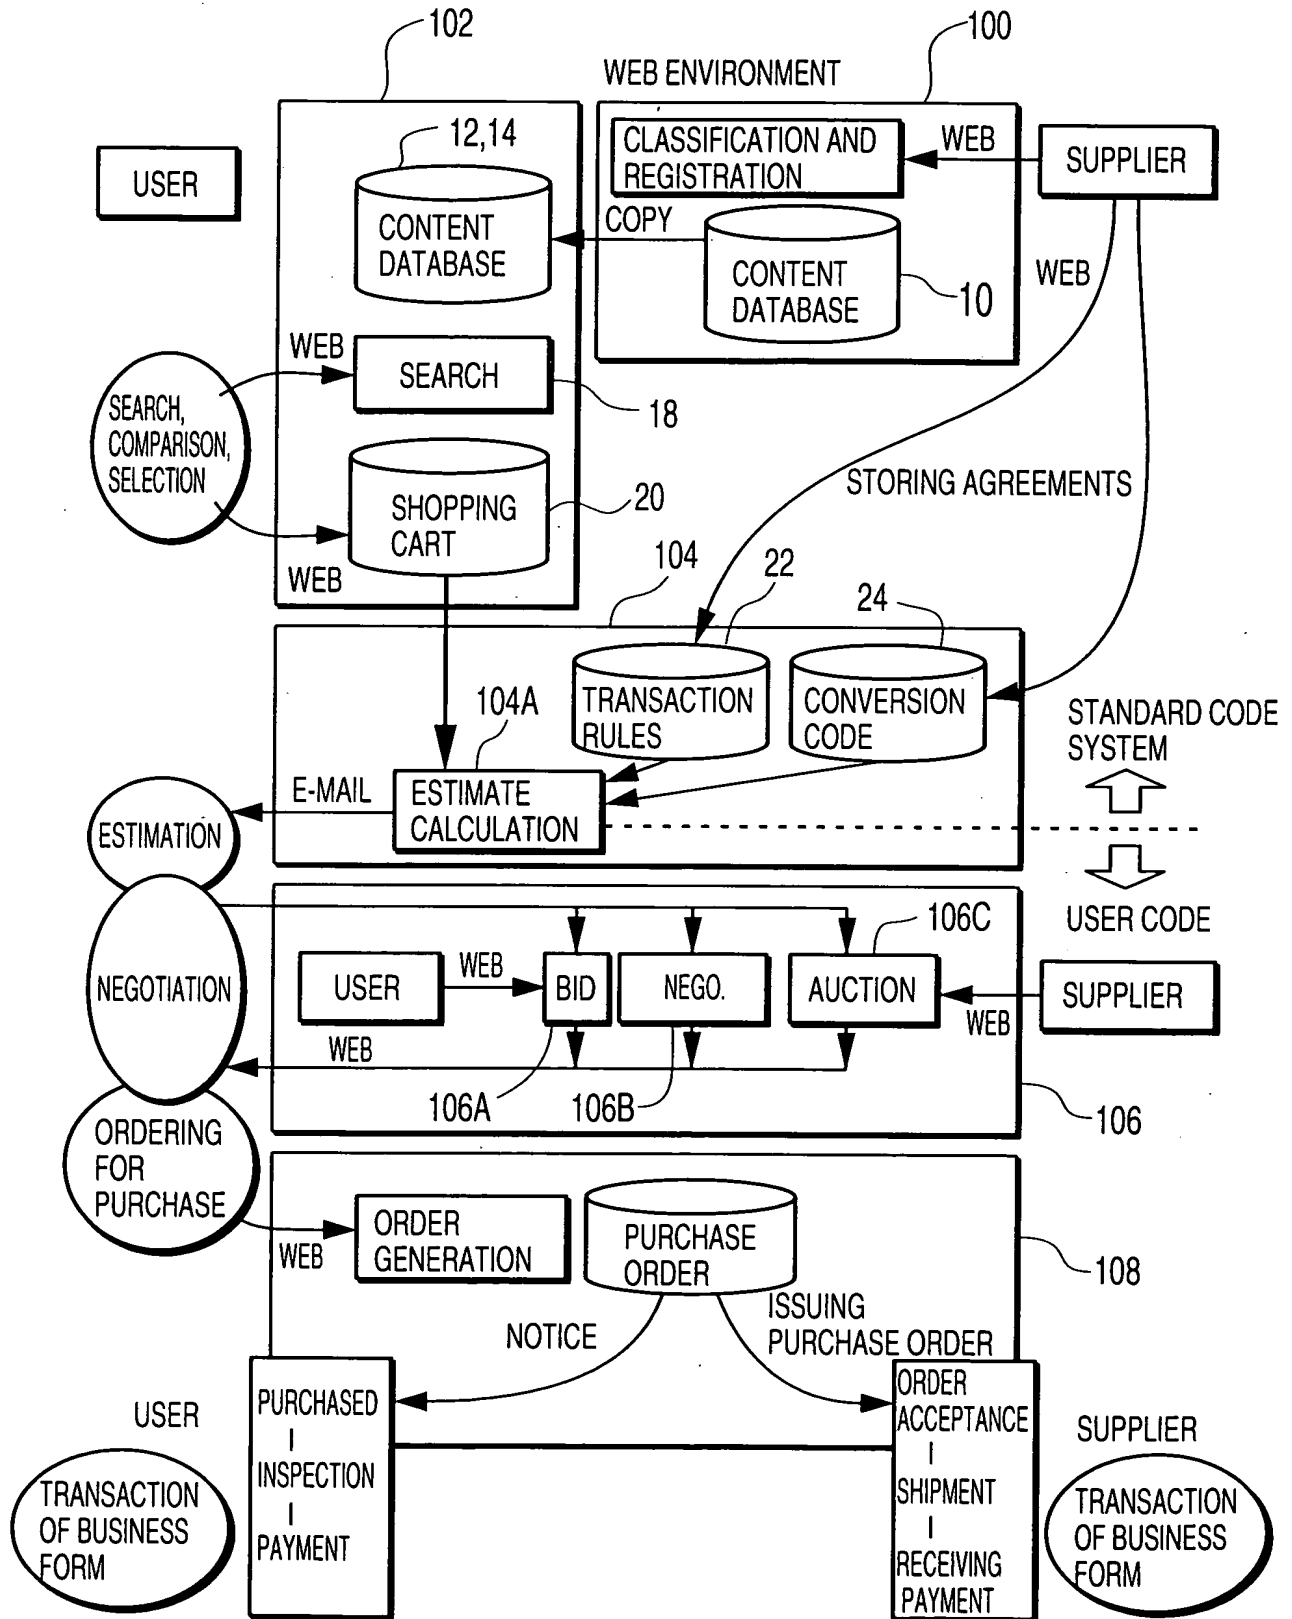 102
100
WEB ENVIRONMENT
12,14
CLASSIFICATION AND
REGISTRATION
WEB
SUPPLIER
USER
CONTENT
DATABASE
COPY
CONTENT
DATABASE
10
WEB
WEB
SEARCH
18
SEARCH,
COMPARISON,
SELECTION
SHOPPING
CART
20
WEB
STORING AGREEMENTS
104
22
24
TRANSACTION
RULES
CONVERSION
CODE
104A
STANDARD CODE
SYSTEM
E-MAIL
ESTIMATE
CALCULATION
ESTIMATION
USER CODE
106C
NEGOTIATION
USER
WEB
BID
NEGO.
AUCTION
WEB
SUPPLIER
WEB
106A
106B
106
ORDERING
FOR
PURCHASE
WEB
ORDER
GENERATION
PURCHASE
ORDER
108
NOTICE
ISSUING
PURCHASE ORDER
USER
PURCHASED
INSPECTION
PAYMENT
ORDER
ACCEPTANCE
SHIPMENT
RECEIVING
PAYMENT
SUPPLIER
TRANSACTION
OF BUSINESS
FORM
TRANSACTION
OF BUSINESS
FORM